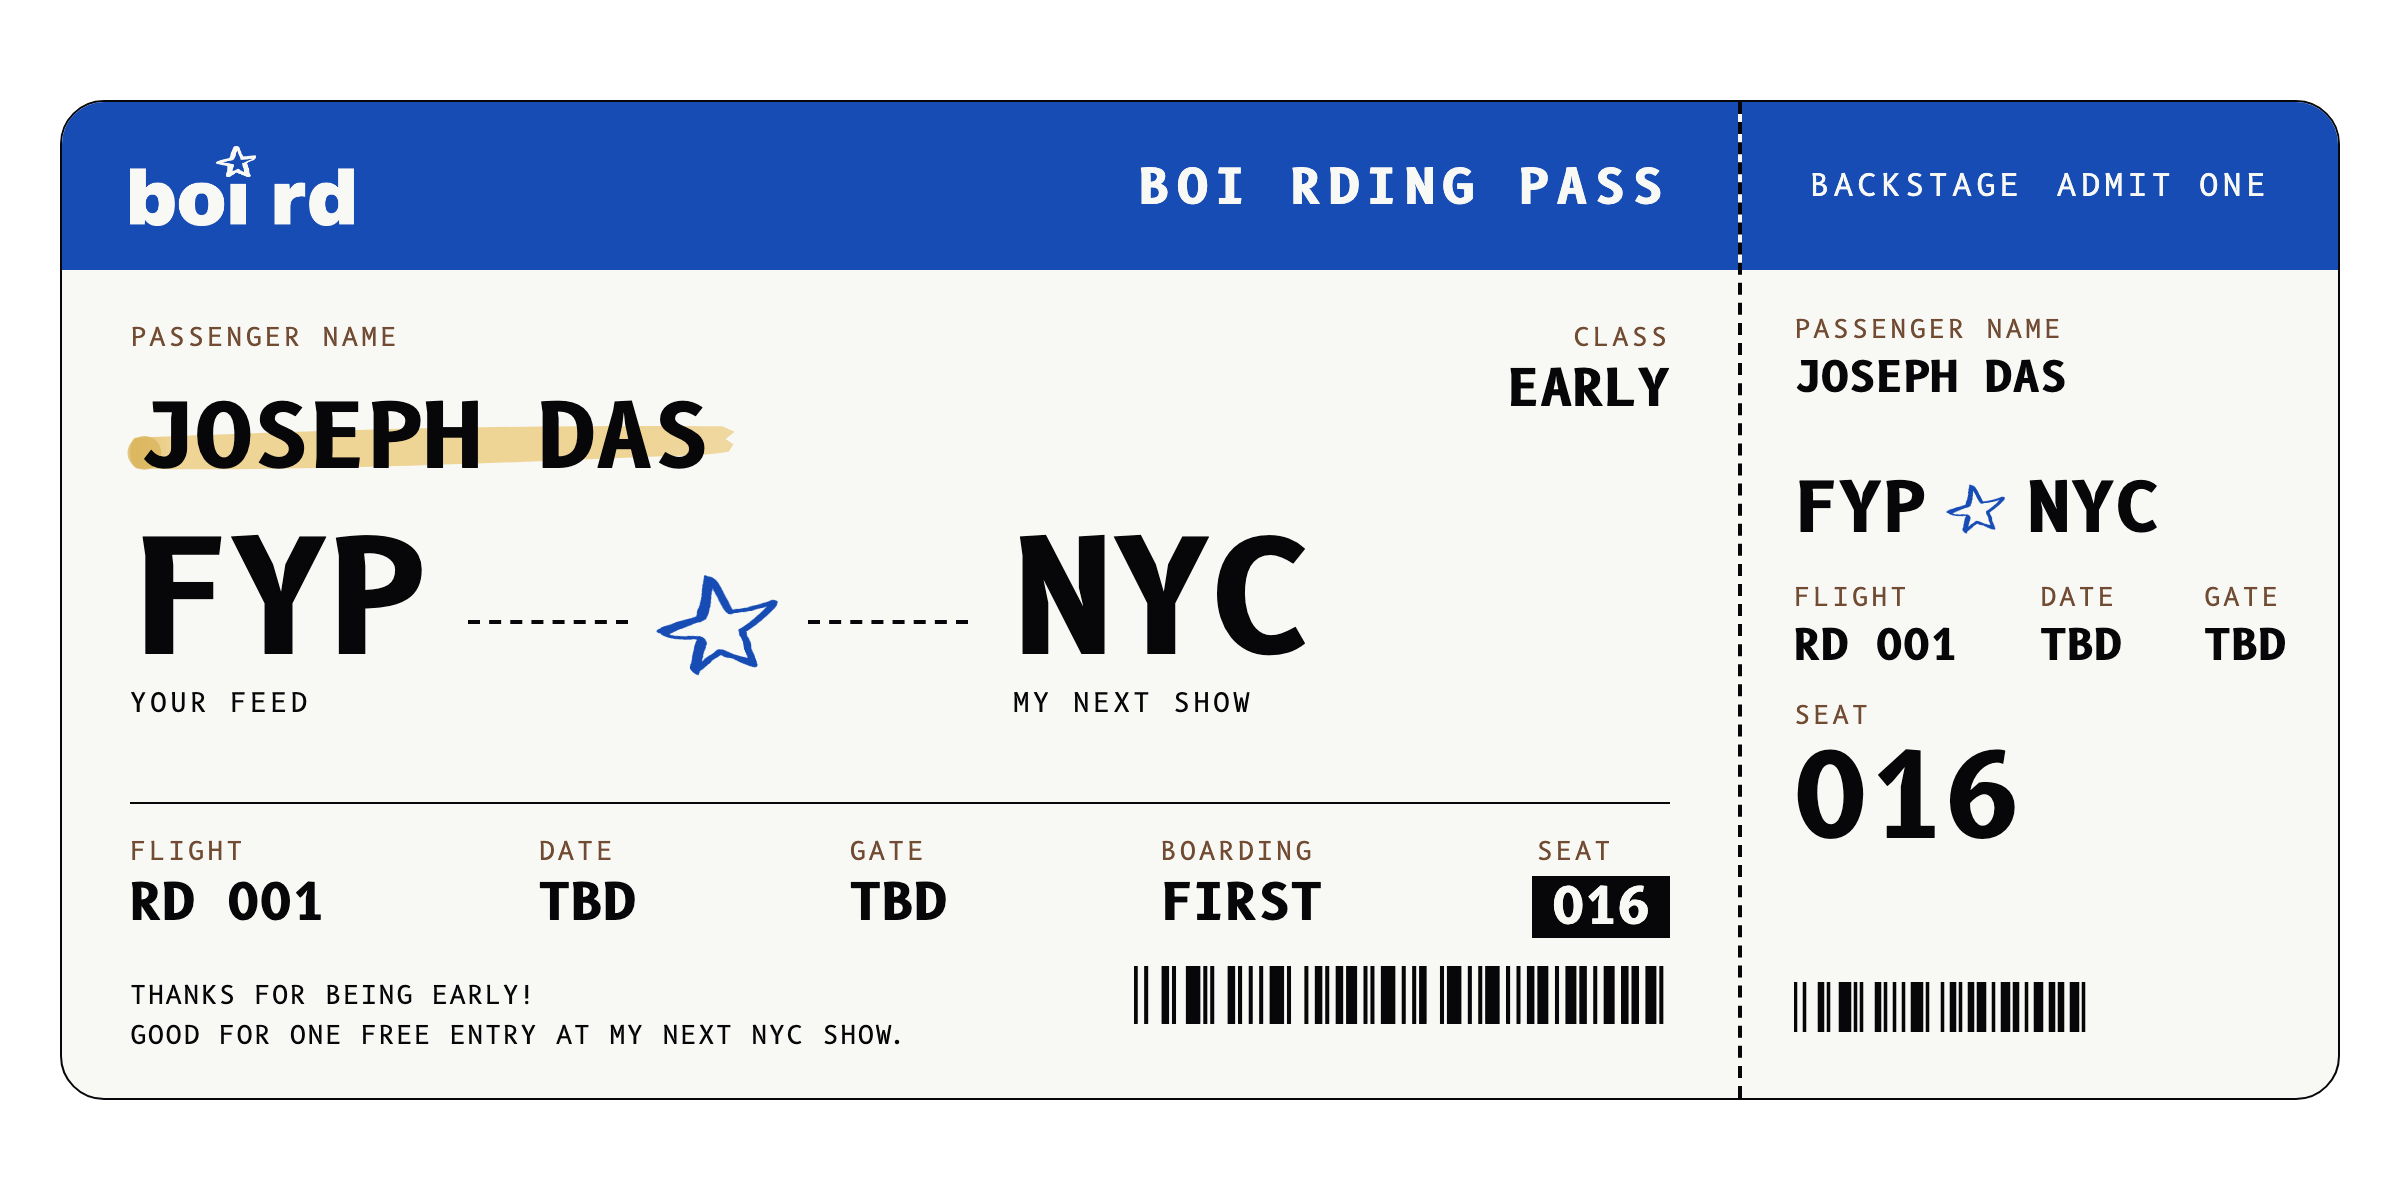 boi rd
BOI RDING PASS
BACKSTAGE ADMIT ONE
PASSENGER NAME
JOSEPH DAS
CLASS
EARLY
FYP
NYC
YOUR FEED
MY NEXT SHOW
FLIGHT
RD 001
DATE
TBD
GATE
TBD
BOARDING
FIRST
SEAT
016
THANKS FOR BEING EARLY!
GOOD FOR ONE FREE ENTRY AT MY NEXT NYC SHOW.
PASSENGER NAME
JOSEPH DAS
FYP NYC
FLIGHT DATE GATE
RD 001 TBD TBD
SEAT
016